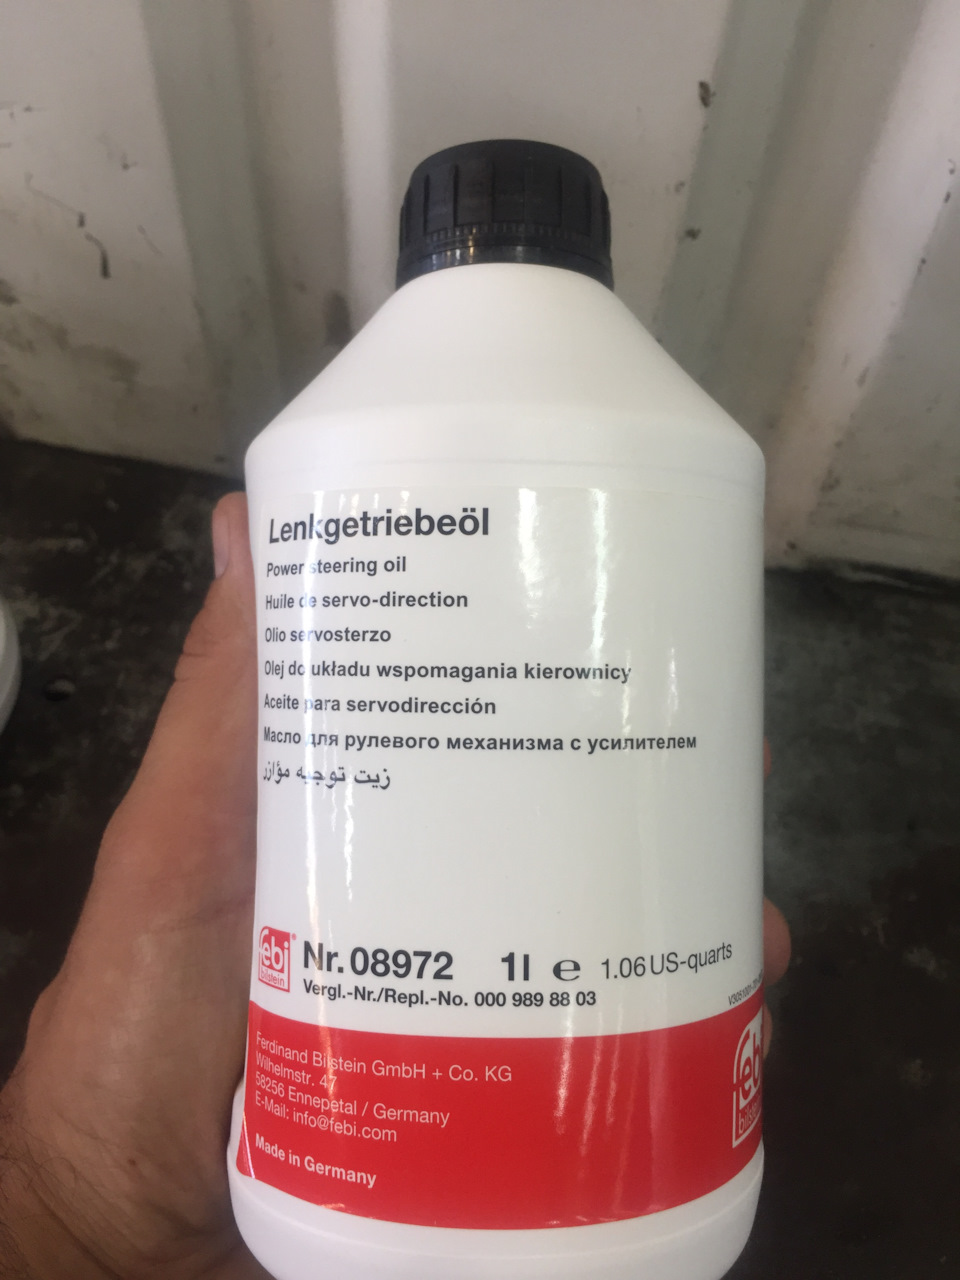 Lenkgetriebeöl
Power steering oil
Huile de servo-direction
Olio servosterzo
Olej do układu wspomagania kierownicy
Aceite para servodirección
Масло для рулевого механизма с усилителем
زيت توجيه مؤازر
febi
bilstein
Nr. 08972 1l e 1.06 US-quarts
Vergl.-Nr./Repl.-No. 000 989 88 03
Ferdinand Bilstein GmbH + Co. KG
Wilhelmstr. 47
58256 Ennepetal / Germany
E-Mail: info@febi.com
Made in Germany
febi
bilstein